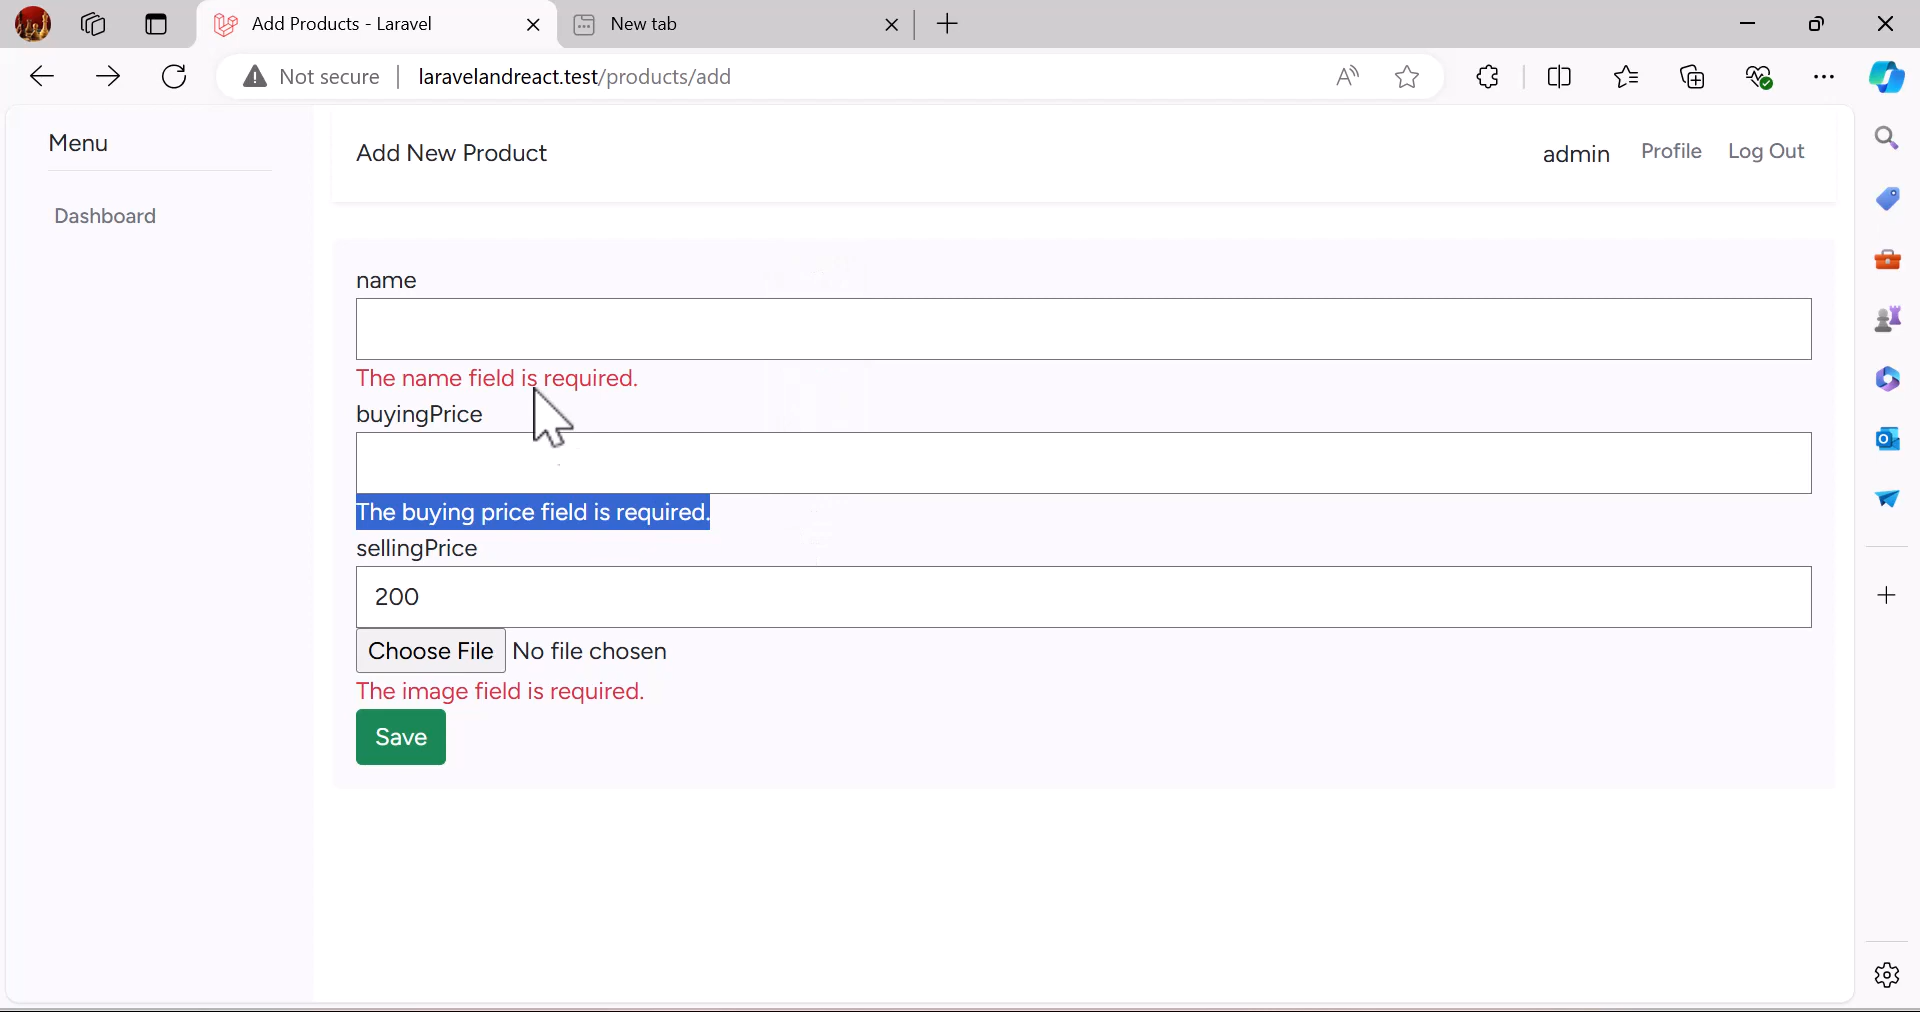 Add Products - Laravel
New tab
Not secure
laravelandreact.test/products/add
Menu
Dashboard
Add New Product
admin
Profile
Log Out
name
The name field is required.
buyingPrice
The buying price field is required.
sellingPrice
200
Choose File No file chosen
The image field is required.
Save